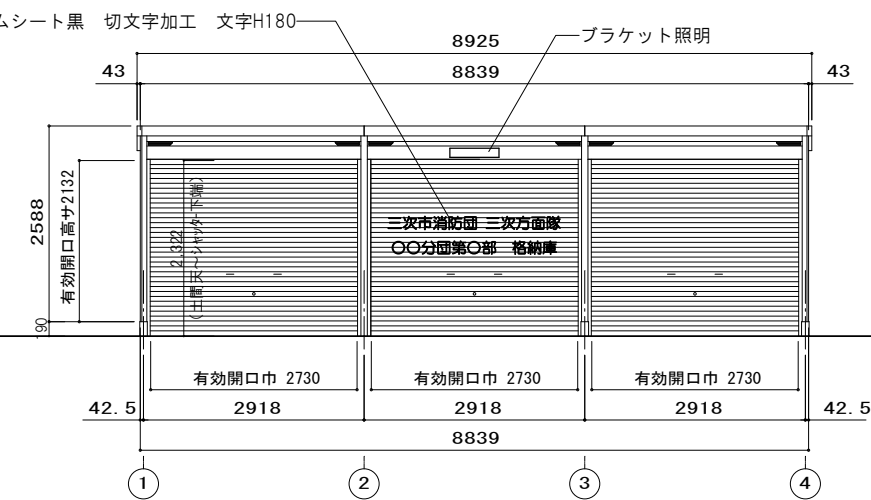 ムシート黒　切文字加工　文字H180
ブラケット照明
8925
43
8839
43
2588
有効開口高サ2132
190
2,322
(土間天〜シャッター下端)
三次市消防団 三次方面隊
〇〇分団第〇部　格納庫
有効開口巾 2730
有効開口巾 2730
有効開口巾 2730
42.5
2918
2918
2918
42.5
8839
1
2
3
4